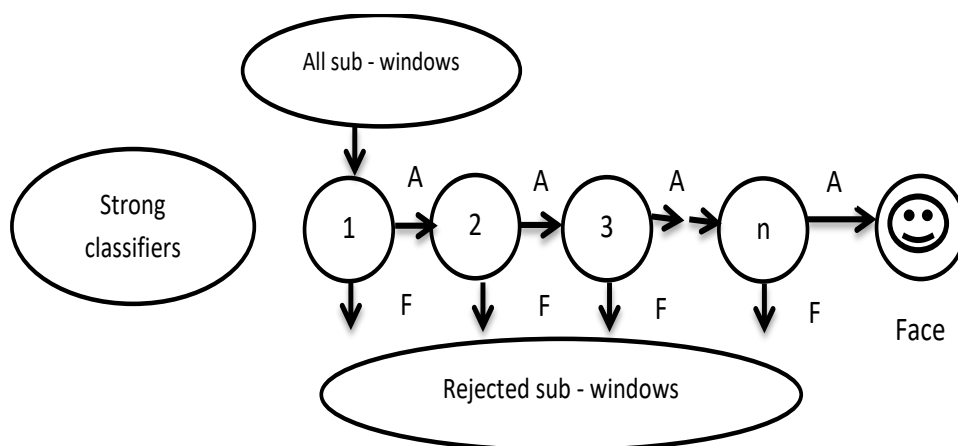 All sub - windows
Strong
classifiers
A
A
A
A
1
2
3
n
F
F
F
F
Face
Rejected sub - windows